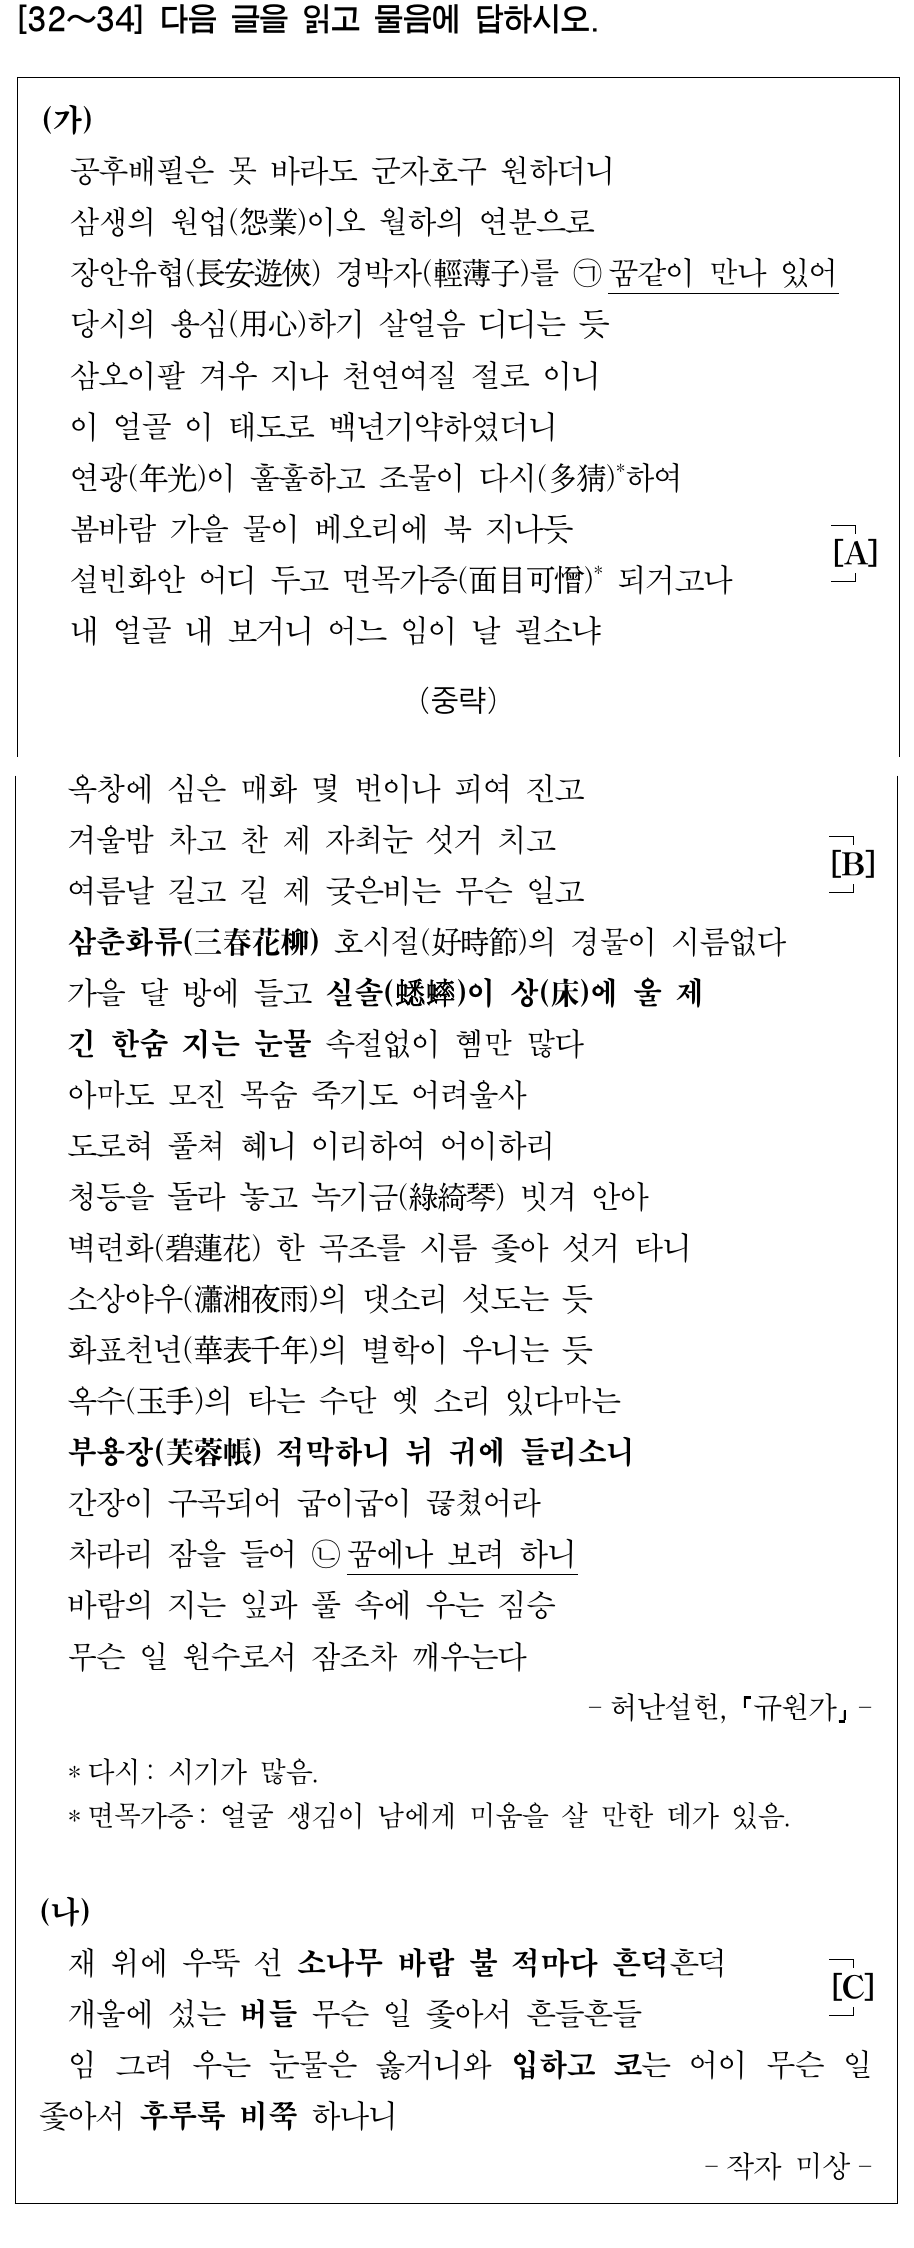 [32～34] 다음 글을 읽고 물음에 답하시오.
(가)
공후배필은 못 바라도 군자호구 원하더니
삼생의 원업(怨業)이오 월하의 연분으로
장안유협(長安遊俠) 경박자(輕薄子)를 ㉠꿈같이 만나 있어
당시의 용심(用心)하기 살얼음 디디는 듯
삼오이팔 겨우 지나 천연여질 절로 이니
이 얼골 이 태도로 백년기약하였더니
연광(年光)이 훌훌하고 조물이 다시(多猜)*하여
봄바람 가을 물이 베오리에 북 지나듯
[A]
설빈화안 어디 두고 면목가증(面目可憎)* 되거고나
내 얼골 내 보거니 어느 임이 날 괼소냐
(중략)
옥창에 심은 매화 몇 번이나 피여 진고
겨울밤 차고 찬 제 자최눈 섯거 치고
[B]
여름날 길고 길 제 궂은비는 무슨 일고
삼춘화류(三春花柳) 호시절(好時節)의 경물이 시름없다
가을 달 방에 들고 실솔(蟋蟀)이 상(床)에 울 제
긴 한숨 지는 눈물 속절없이 혬만 많다
아마도 모진 목숨 죽기도 어려울사
도로혀 풀쳐 혜니 이리하여 어이하리
청등을 돌라 놓고 녹기금(綠綺琴) 빗겨 안아
벽련화(碧蓮花) 한 곡조를 시름 좇아 섯거 타니
소상야우(瀟湘夜雨)의 댓소리 섯도는 듯
화표천년(華表千年)의 별학이 우니는 듯
옥수(玉手)의 타는 수단 옛 소리 있다마는
부용장(芙蓉帳) 적막하니 뉘 귀에 들리소니
간장이 구곡되어 굽이굽이 끊쳤어라
차라리 잠을 들어 ㉡꿈에나 보려 하니
바람의 지는 잎과 풀 속에 우는 짐승
무슨 일 원수로서 잠조차 깨우는다
- 허난설헌, 「규원가」 -
* 다시 : 시기가 많음.
* 면목가증 : 얼굴 생김이 남에게 미움을 살 만한 데가 있음.
(나)
재 위에 우뚝 선 소나무 바람 불 적마다 흔덕흔덕
[C]
개울에 섰는 버들 무슨 일 좇아서 흔들흔들
임 그려 우는 눈물은 옳거니와 입하고 코는 어이 무슨 일
좇아서 후루룩 비쭉 하나니
- 작자 미상 -